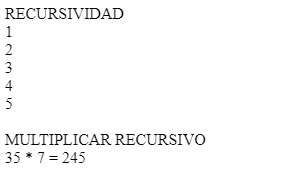 RECURSIVIDAD
1
2
3
4
5
MULTIPLICAR RECURSIVO
35 * 7 = 245